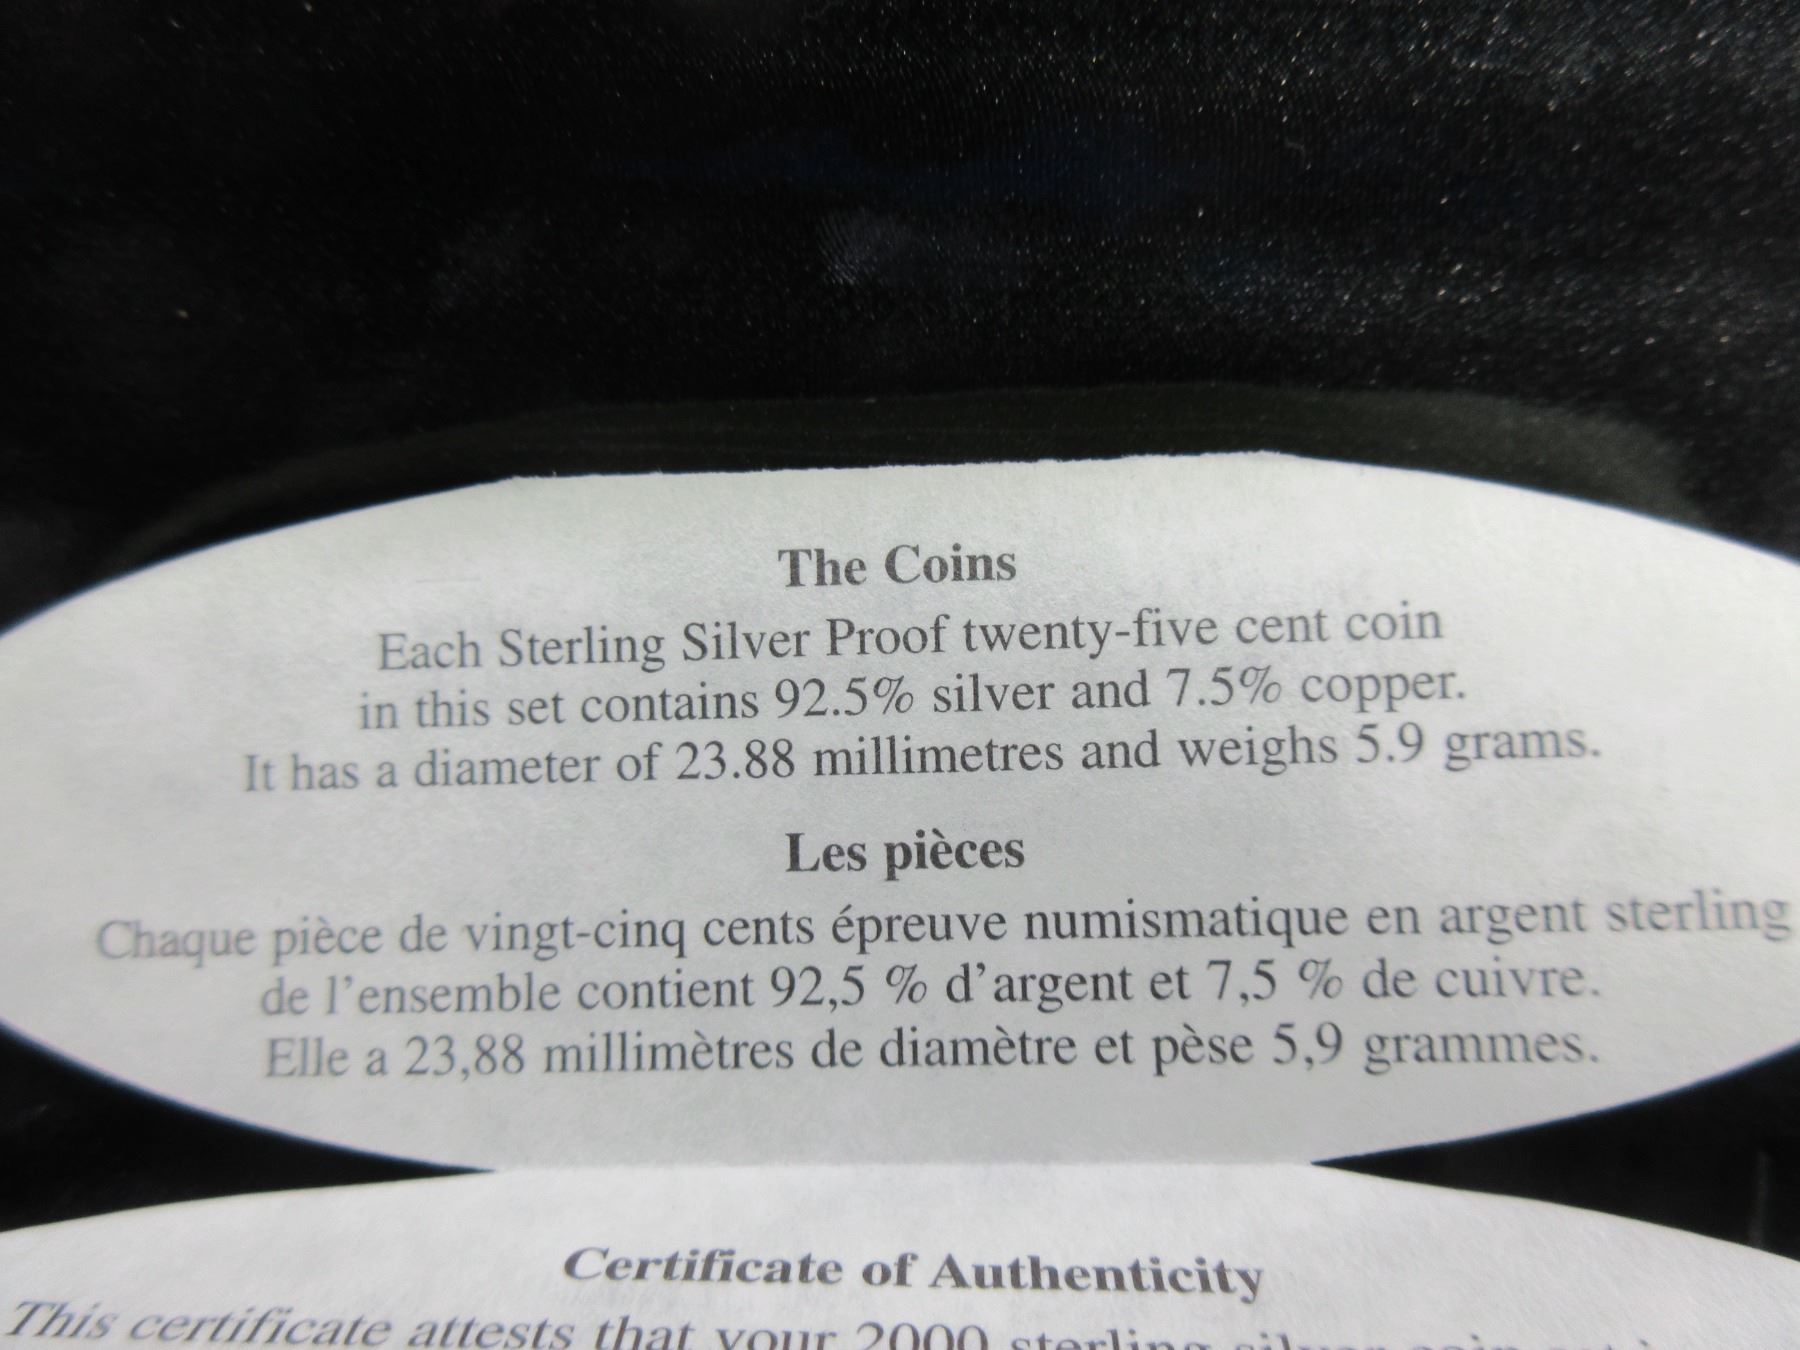 The Coins
Each Sterling Silver Proof twenty-five cent coin
in this set contains 92.5% silver and 7.5% copper.
It has a diameter of 23.88 millimetres and weighs 5.9 grams.
Les pièces
Chaque pièce de vingt-cinq cents épreuve numismatique en argent sterling
de l'ensemble contient 92,5 % d'argent et 7,5 % de cuivre.
Elle a 23,88 millimètres de diamètre et pèse 5,9 grammes.
Certificate of Authenticity
This certificate attests that your 2000 sterling silver coin set